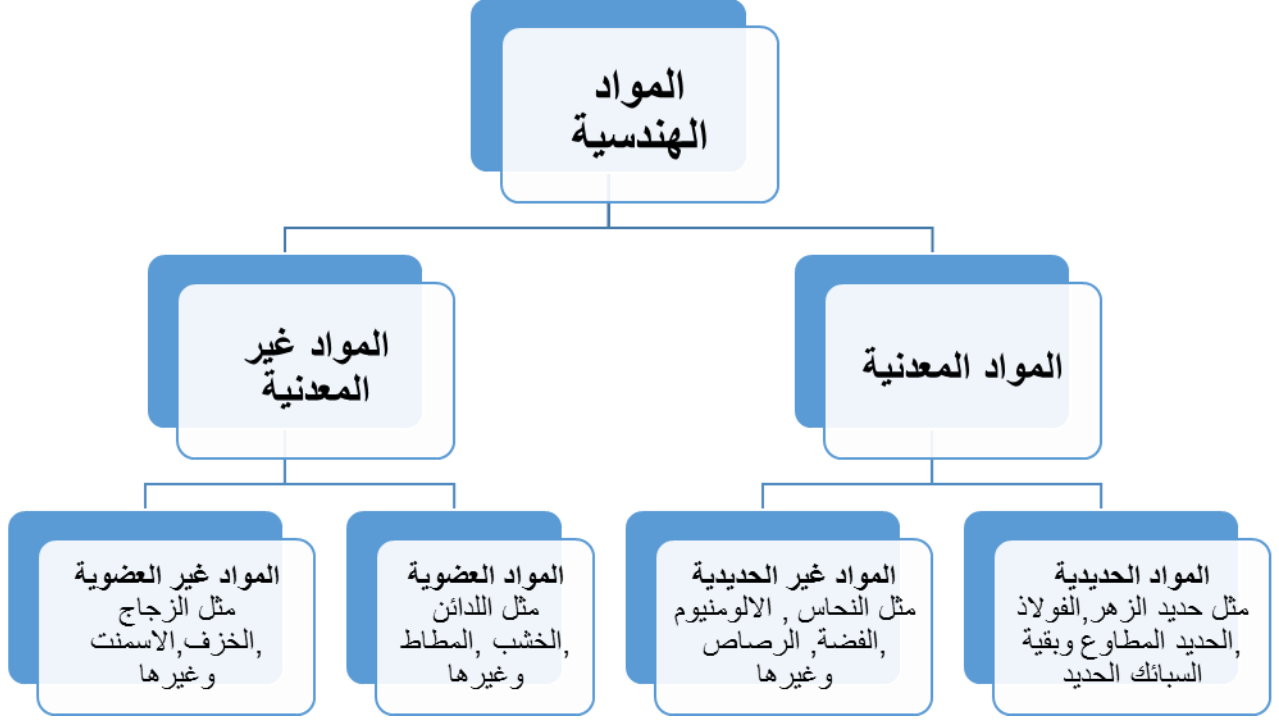 المواد
الهندسية
المواد المعدنية
المواد غير
المعدنية
المواد الحديدية
مثل حديد الزهر,الفولاذ
,الحديد المطاوع وبقية
السبائك الحديد
المواد غير الحديدية
مثل النحاس , الالومنيوم
,الفضة, الرصاص
وغيرها
المواد العضوية
مثل اللدائن
,الخشب ,المطاط
وغيرها
المواد غير العضوية
مثل الزجاج
,الخزف,الاسمنت
وغيرها